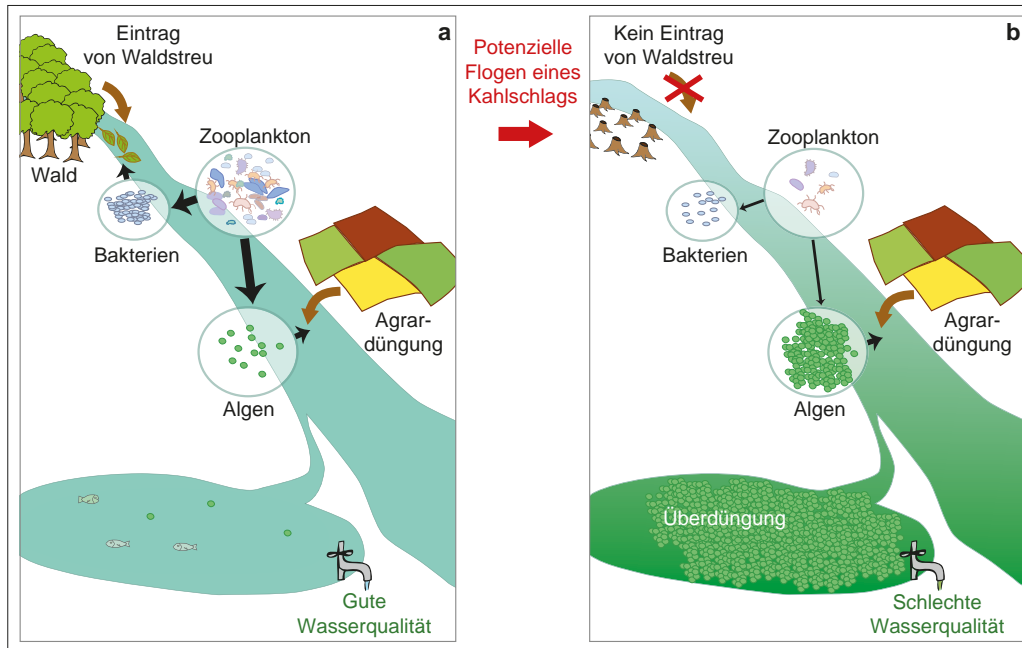 a
Eintrag
von Waldstreu
Zooplankton
Wald
Bakterien
Agrar-
düngung
Algen
Gute
Wasserqualität
Potenzielle
Flogen eines
Kahlschlags
b
Kein Eintrag
von Waldstreu
Zooplankton
Bakterien
Agrar-
düngung
Algen
Überdüngung
Schlechte
Wasserqualität